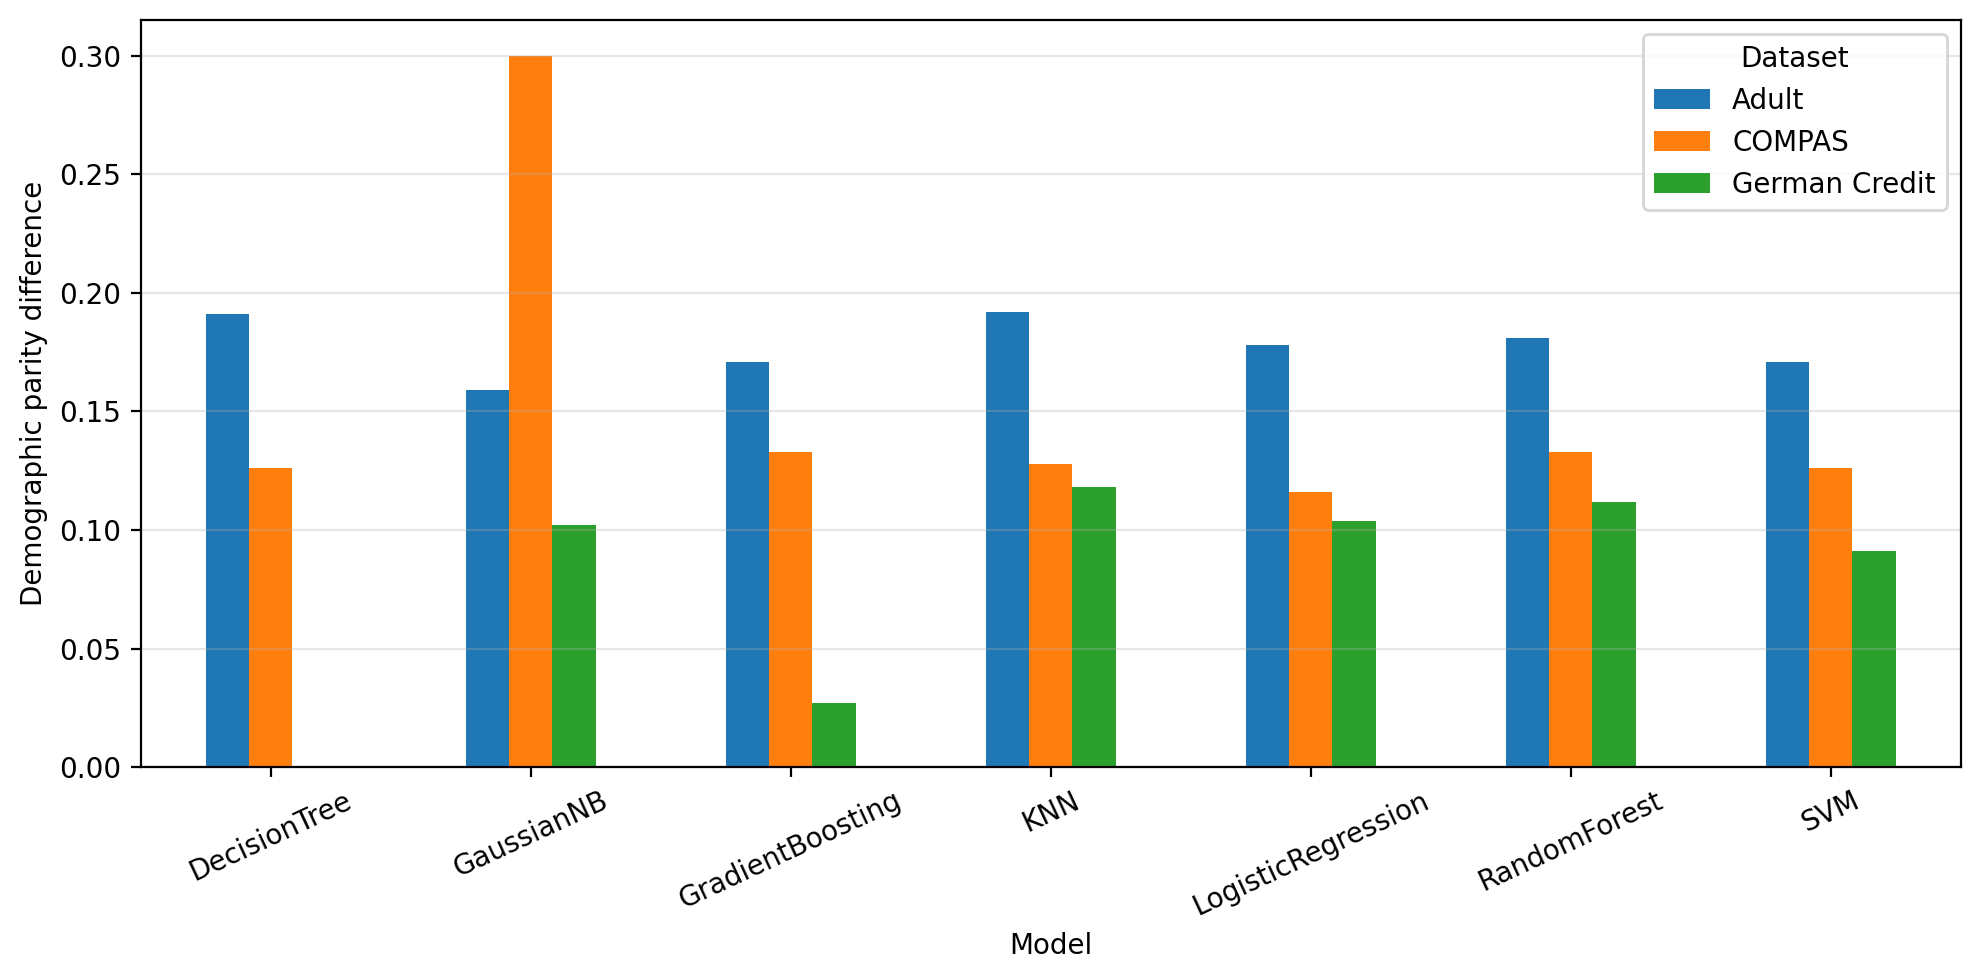 Dataset
Adult
COMPAS
German Credit
0.30
0.25
0.20
0.15
0.10
0.05
0.00
Demographic parity difference
DecisionTree
GaussianNB
GradientBoosting
KNN
LogisticRegression
RandomForest
SVM
Model